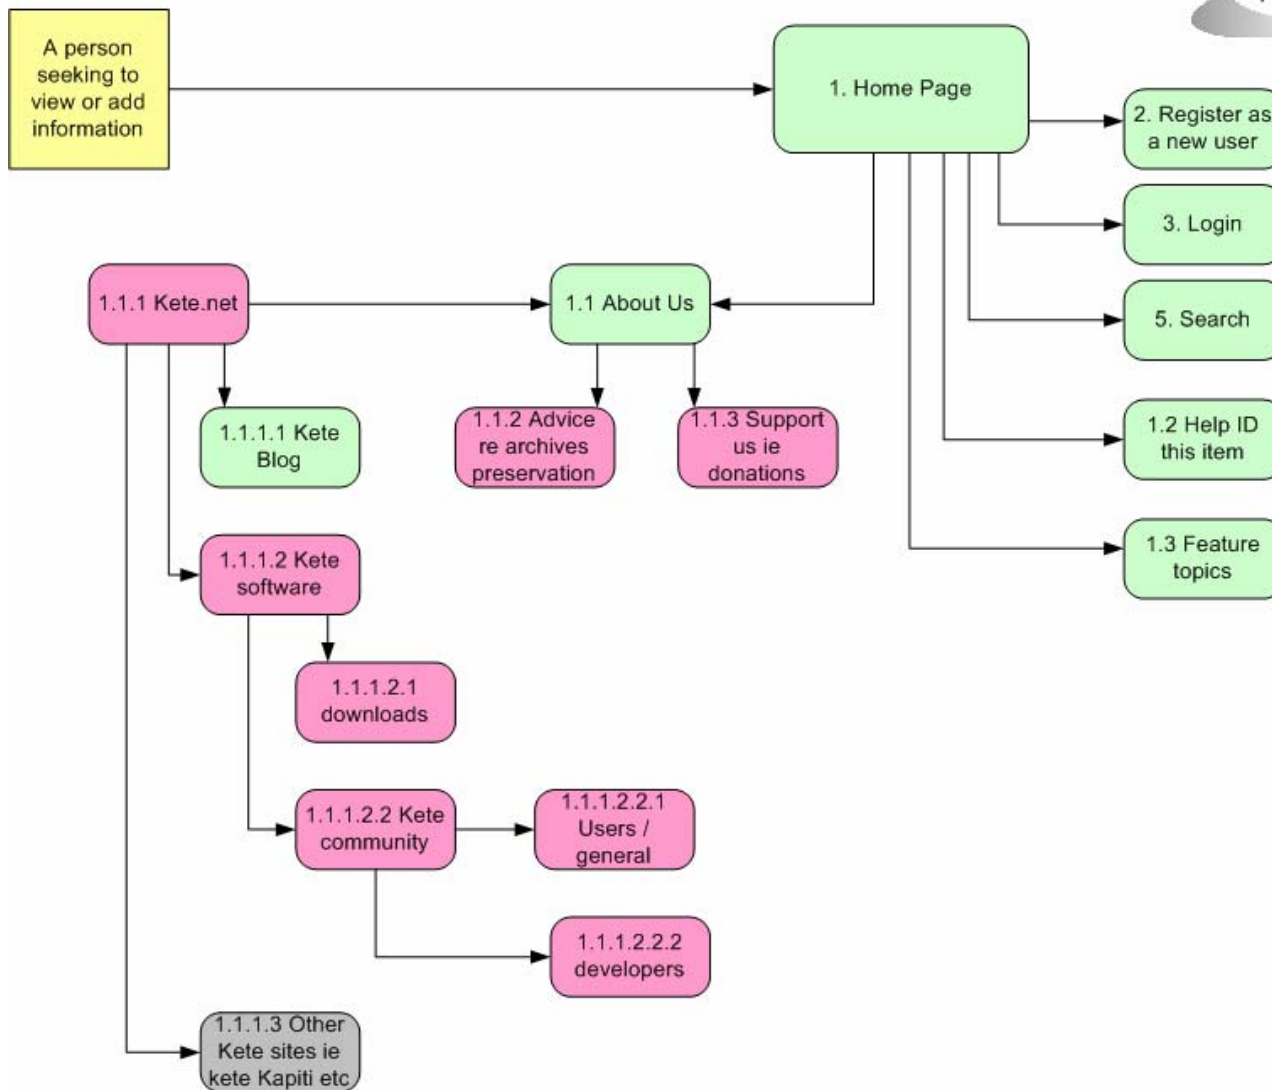 A person
seeking to
view or add
information
1. Home Page
2. Register as
a new user
3. Login
1.1.1 Kete.net
1.1 About Us
5. Search
1.1.1.1 Kete
Blog
1.1.2 Advice
re archives
preservation
1.1.3 Support
us ie
donations
1.2 Help ID
this item
1.1.1.2 Kete
software
1.3 Feature
topics
1.1.1.2.1
downloads
1.1.1.2.2 Kete
community
1.1.1.2.2.1
Users /
general
1.1.1.2.2.2
developers
1.1.1.3 Other
Kete sites ie
kete Kapiti etc